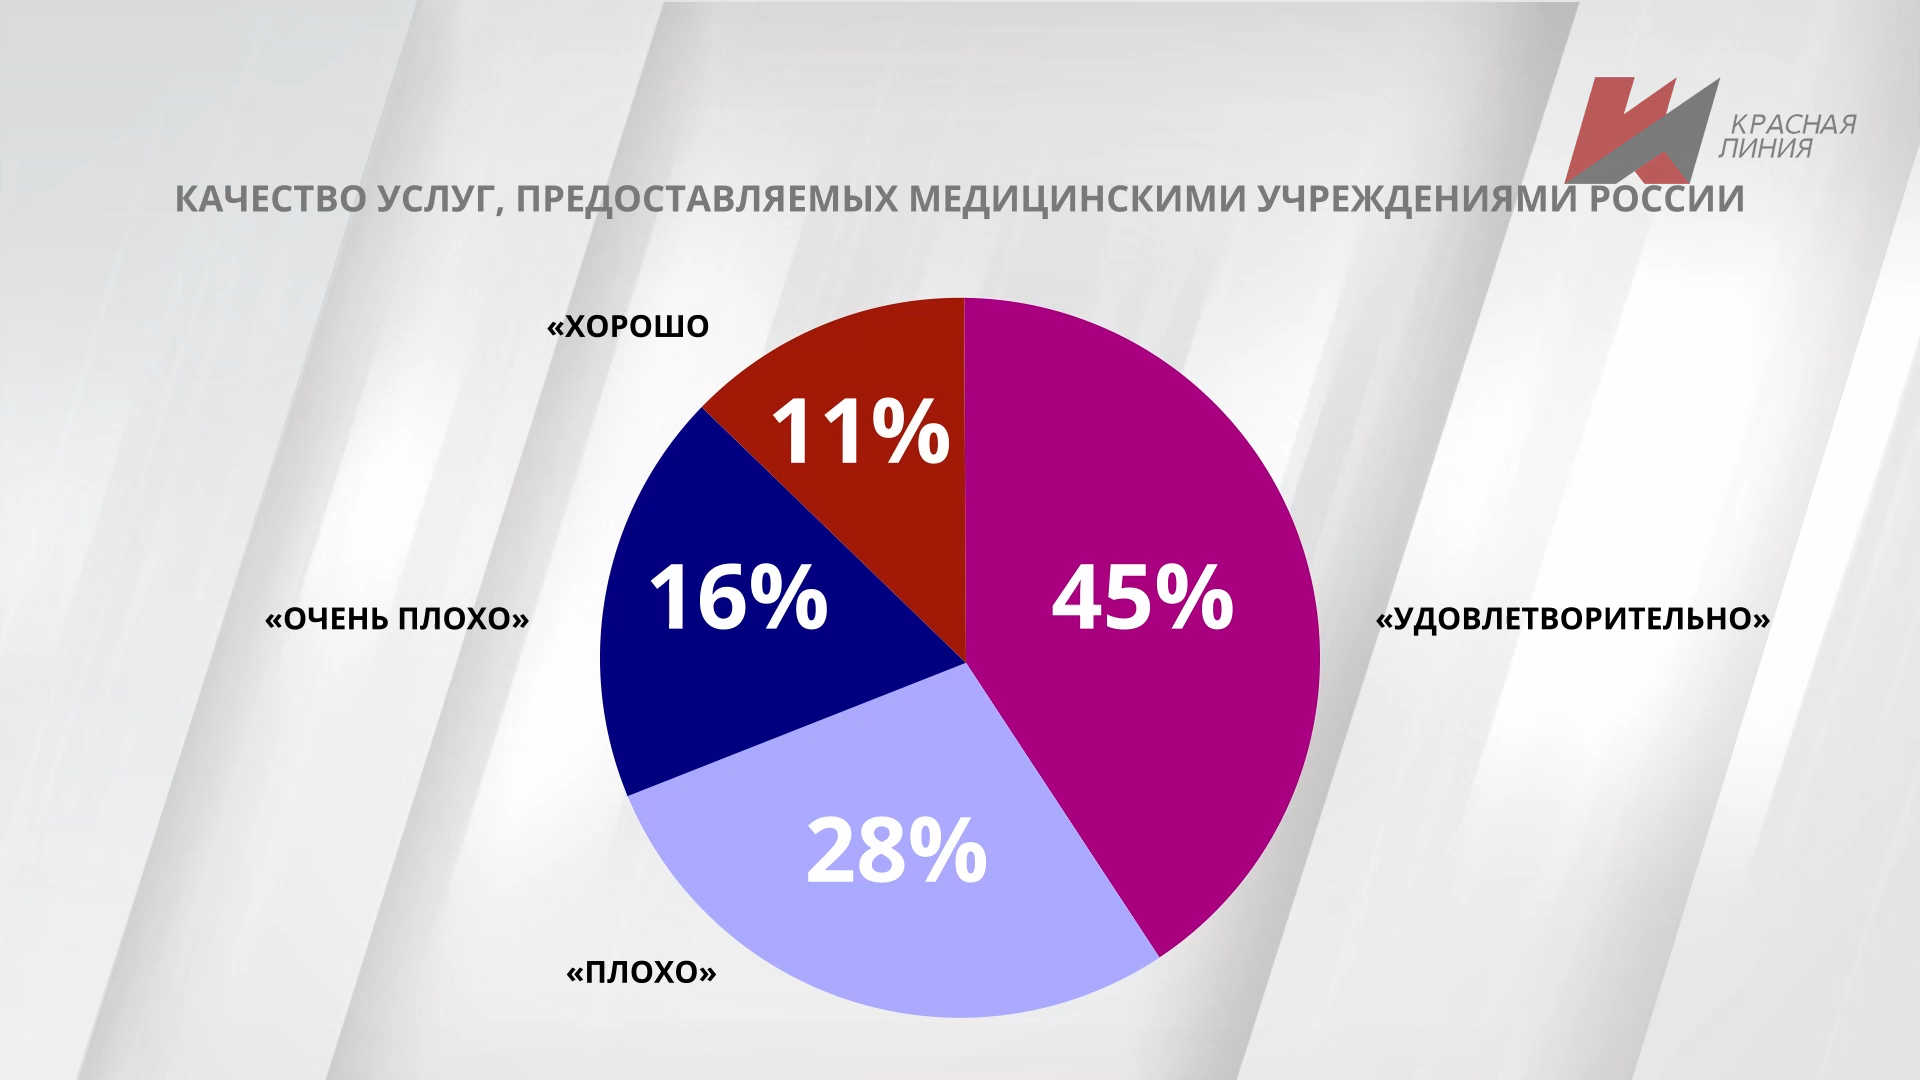 КРАСНАЯ
ЛИНИЯ
КАЧЕСТВО УСЛУГ, ПРЕДОСТАВЛЯЕМЫХ МЕДИЦИНСКИМИ УЧРЕЖДЕНИЯМИ РОССИИ
«ХОРОШО
11%
16%
45%
«ОЧЕНЬ ПЛОХО»
«УДОВЛЕТВОРИТЕЛЬНО»
28%
«ПЛОХО»